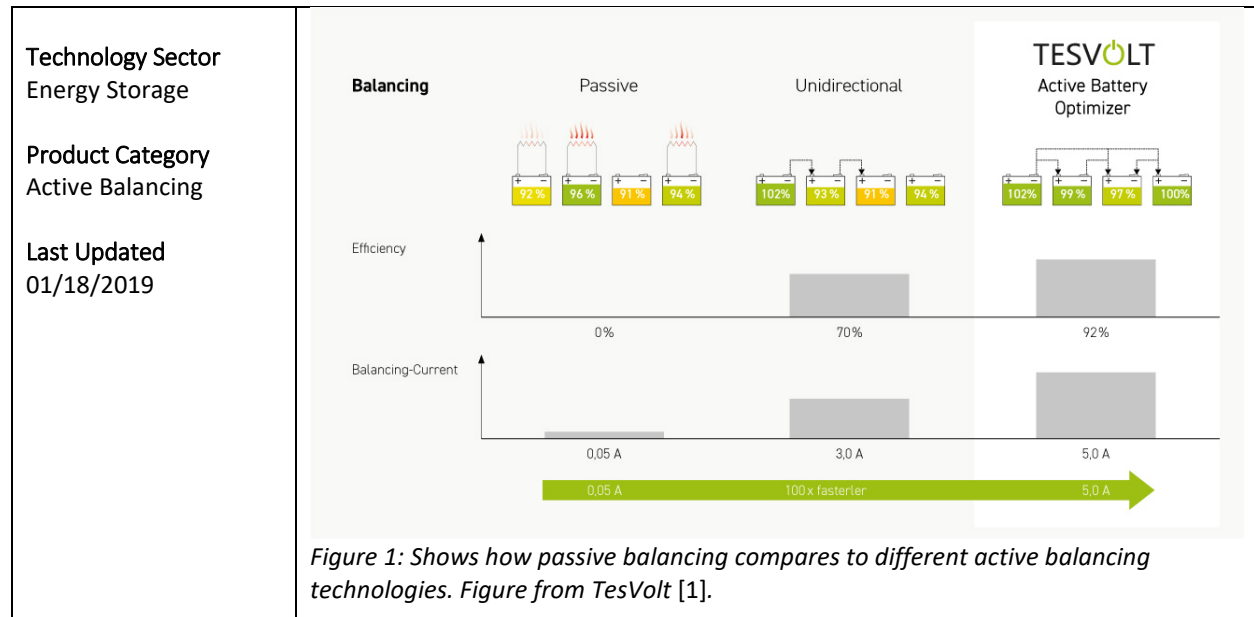 Technology Sector
Energy Storage
Product Category
Active Balancing
Last Updated
01/18/2019
TESVOLT
Balancing Passive Unidirectional Active Battery
Optimizer
+ − + − + − + − + − + − + − + − + − + − + − + −
92 % 96 % 91 % 94 % 102% 93 % 91 % 94 % 102% 99 % 97 % 100%
Efficiency
0% 70% 92%
Balancing-Current
0,05 A 3,0 A 5,0 A
0,05 A 100 x fasterler 5,0 A
Figure 1: Shows how passive balancing compares to different active balancing
technologies. Figure from TesVolt [1].